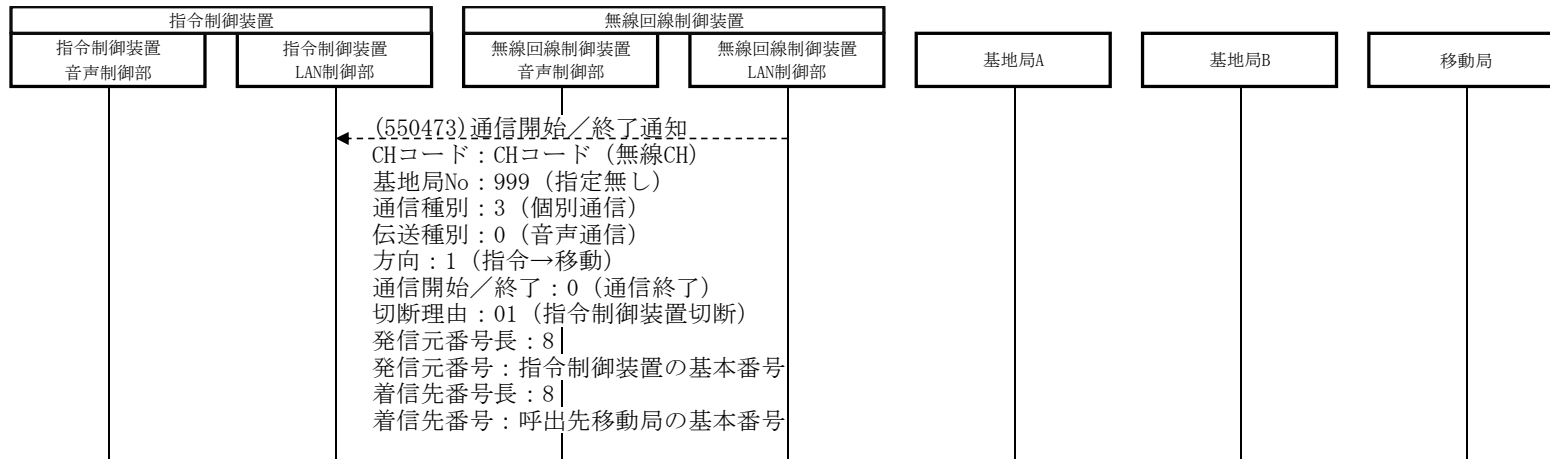 指令制御装置
無線回線制御装置
指令制御装置
音声制御部
指令制御装置
LAN制御部
無線回線制御装置
音声制御部
無線回線制御装置
LAN制御部
基地局A
基地局B
移動局
(550473)通信開始／終了通知
CHコード：CHコード（無線CH）
基地局No：999（指定無し）
通信種別：3（個別通信）
伝送種別：0（音声通信）
方向：1（指令→移動）
通信開始／終了：0（通信終了）
切断理由：01（指令制御装置切断）
発信元番号長：8
発信元番号：指令制御装置の基本番号
着信先番号長：8
着信先番号：呼出先移動局の基本番号